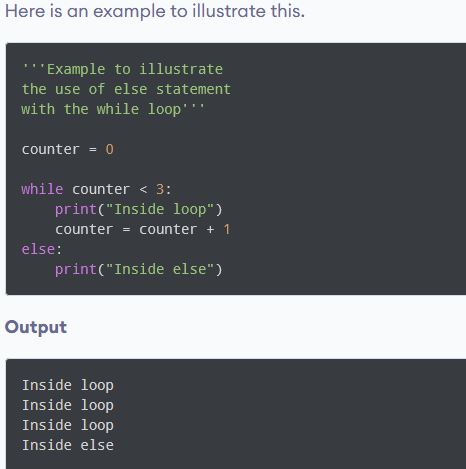 Here is an example to illustrate this.
'''Example to illustrate
the use of else statement
with the while loop'''
counter = 0
while counter < 3:
    print("Inside loop")
    counter = counter + 1
else:
    print("Inside else")
Output
Inside loop
Inside loop
Inside loop
Inside else